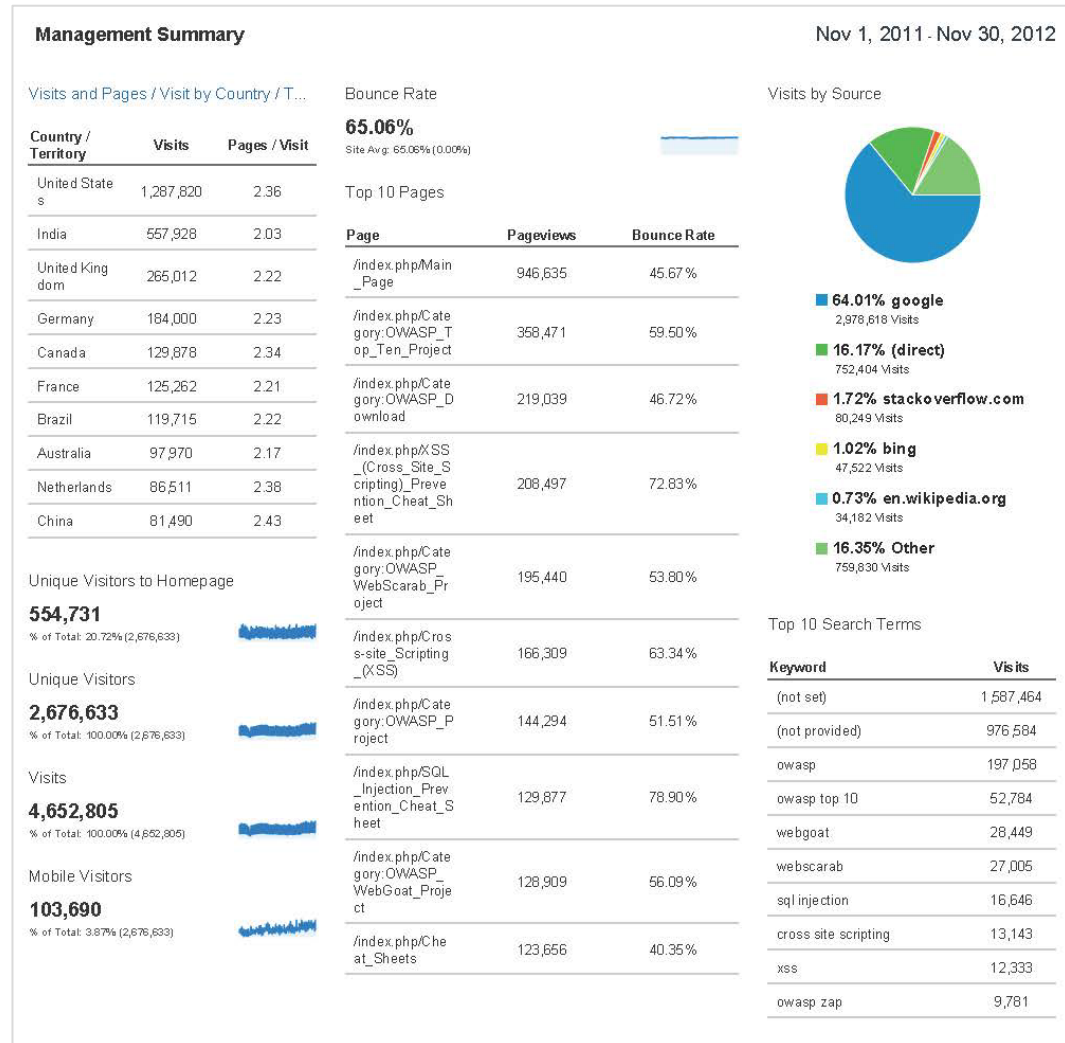 Management Summary
Nov 1, 2011 - Nov 30, 2012
Visits and Pages / Visit by Country / T...
Country / Territory Visits Pages / Visit
United State
s 1,287,820 2.36
India 557,928 2.03
United King
dom 265,012 2.22
Germany 184,000 2.23
Canada 129,878 2.34
France 125,262 2.21
Brazil 119,715 2.22
Australia 97,970 2.17
Netherlands 86,511 2.38
China 81,490 2.43
Unique Visitors to Homepage
554,731
% of Total: 20.72% (2,676,633)
Unique Visitors
2,676,633
% of Total: 100.00% (2,676,633)
Visits
4,652,805
% of Total: 100.00% (4,652,805)
Mobile Visitors
103,690
% of Total: 3.87% (2,676,633)
Bounce Rate
65.06%
Site Avg: 65.06% (0.00%)
Top 10 Pages
Page Pageviews Bounce Rate
/index.php/Main
_Page 946,635 45.67%
/index.php/Cate
gory:OWASP_T
op_Ten_Project 358,471 59.50%
/index.php/Cate
gory:OWASP_D
ownload 219,039 46.72%
/index.php/XSS
_(Cross_Site_S
cripting)_Preve
ntion_Cheat_Sh
eet 208,497 72.83%
/index.php/Cate
gory:OWASP_
WebScarab_Pr
oject 195,440 53.80%
/index.php/Cros
s-site_Scripting
_(XSS) 166,309 63.34%
/index.php/Cate
gory:OWASP_P
roject 144,294 51.51%
/index.php/SQL
_Injection_Prev
ention_Cheat_S
heet 129,877 78.90%
/index.php/Cate
gory:OWASP_
WebGoat_Proje
ct 128,909 56.09%
/index.php/Che
at_Sheets 123,656 40.35%
Visits by Source
64.01% google
2,978,618 Visits
16.17% (direct)
752,404 Visits
1.72% stackoverflow.com
80,249 Visits
1.02% bing
47,522 Visits
0.73% en.wikipedia.org
34,182 Visits
16.35% Other
759,830 Visits
Top 10 Search Terms
Keyword Visits
(not set) 1,587,464
(not provided) 976,584
owasp 197,058
owasp top 10 52,784
webgoat 28,449
webscarab 27,005
sql injection 16,646
cross site scripting 13,143
xss 12,333
owasp zap 9,781